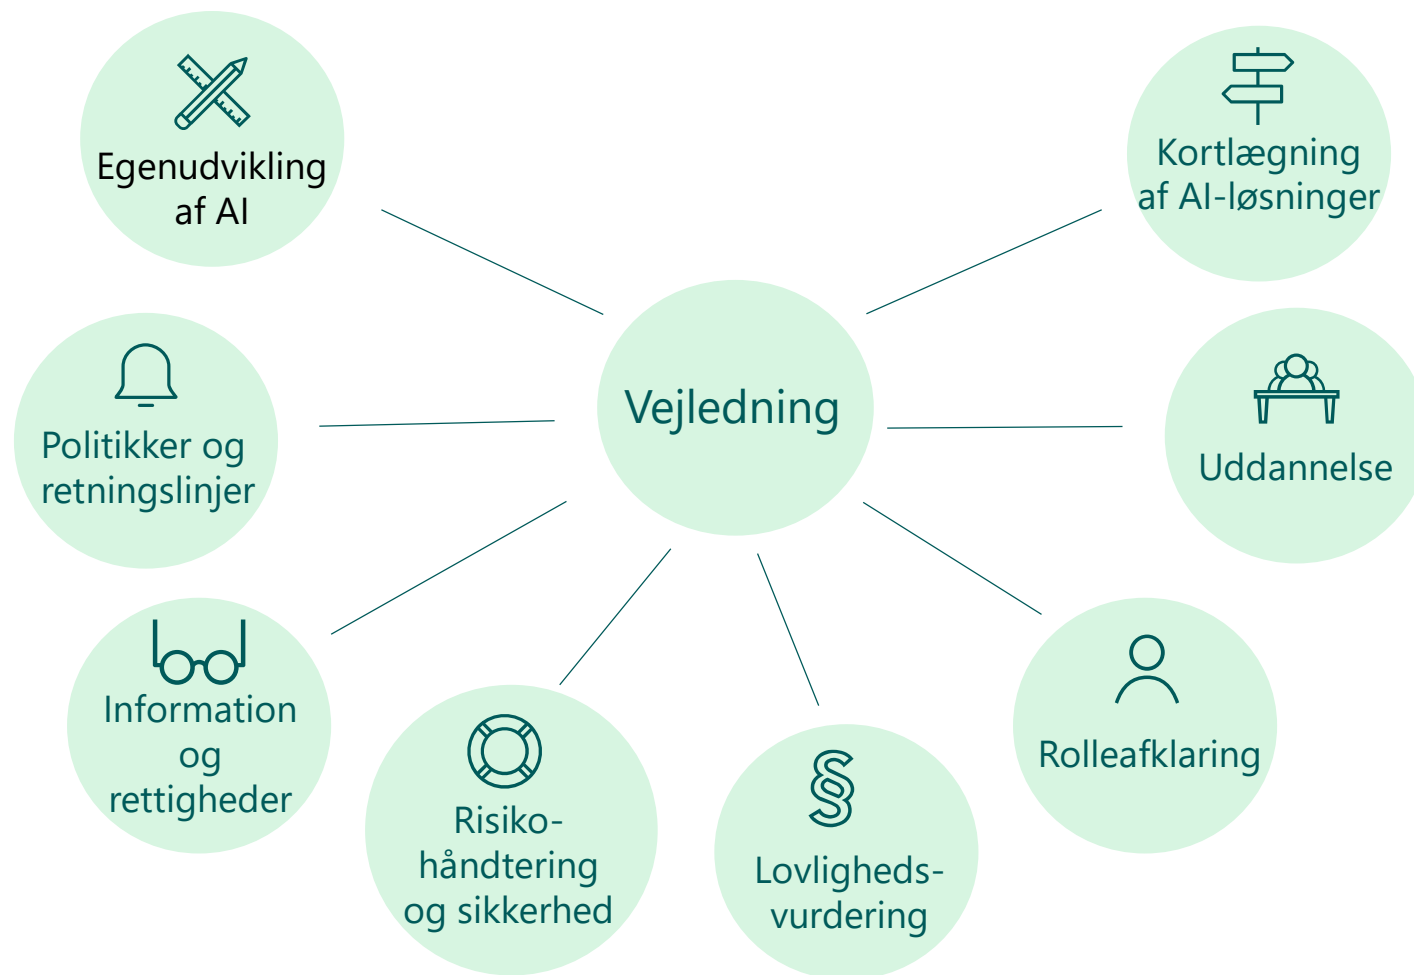 Egenudvikling
af AI
Kortlægning
af AI-løsninger
Vejledning
Politikker og
retningslinjer
Uddannelse
Information
og
rettigheder
Rolleafklaring
Risiko-
håndtering
og sikkerhed
§
Lovligheds-
vurdering